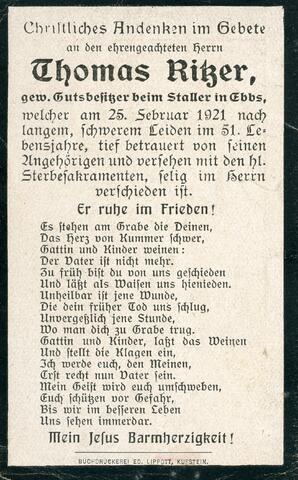 Christliches Andenken im Gebete
an den ehrengeachteten Herrn
Thomas Ritzer,
gew. Gutsbesitzer beim Staller in Ebbs,
welcher am 25. Februar 1921 nach
langem, schwerem Leiden im 51. Le-
bensjahre, tief betrauert von seinen
Angehörigen und versehen mit den hl.
Sterbesakramenten, selig im Herrn
verschieden ist.
Er ruhe im Frieden!
Es stehen am Grabe die Deinen,
Das Herz von Kummer schwer,
Gattin und Kinder weinen:
Der Vater ist nicht mehr.
Zu früh bist du von uns geschieden
Und läßt als Waisen uns hienieden.
Unheilbar ist jene Wunde,
Die dein früher Tod uns schlug,
Unvergeßlich jene Stunde,
Wo man dich zu Grabe trug.
Gattin und Kinder, laßt das Weinen
Und stellt die Klagen ein,
Ich werde euch, den Meinen,
Erst recht nun Vater sein.
Mein Geist wird euch umschweben,
Euch schützen vor Gefahr,
Bis wir im besseren Leben
Uns sehen immerdar.
Mein Jesus Barmherzigkeit!
BUCHDRUCKEREI ED. LIPPOTT, KUFSTEIN.